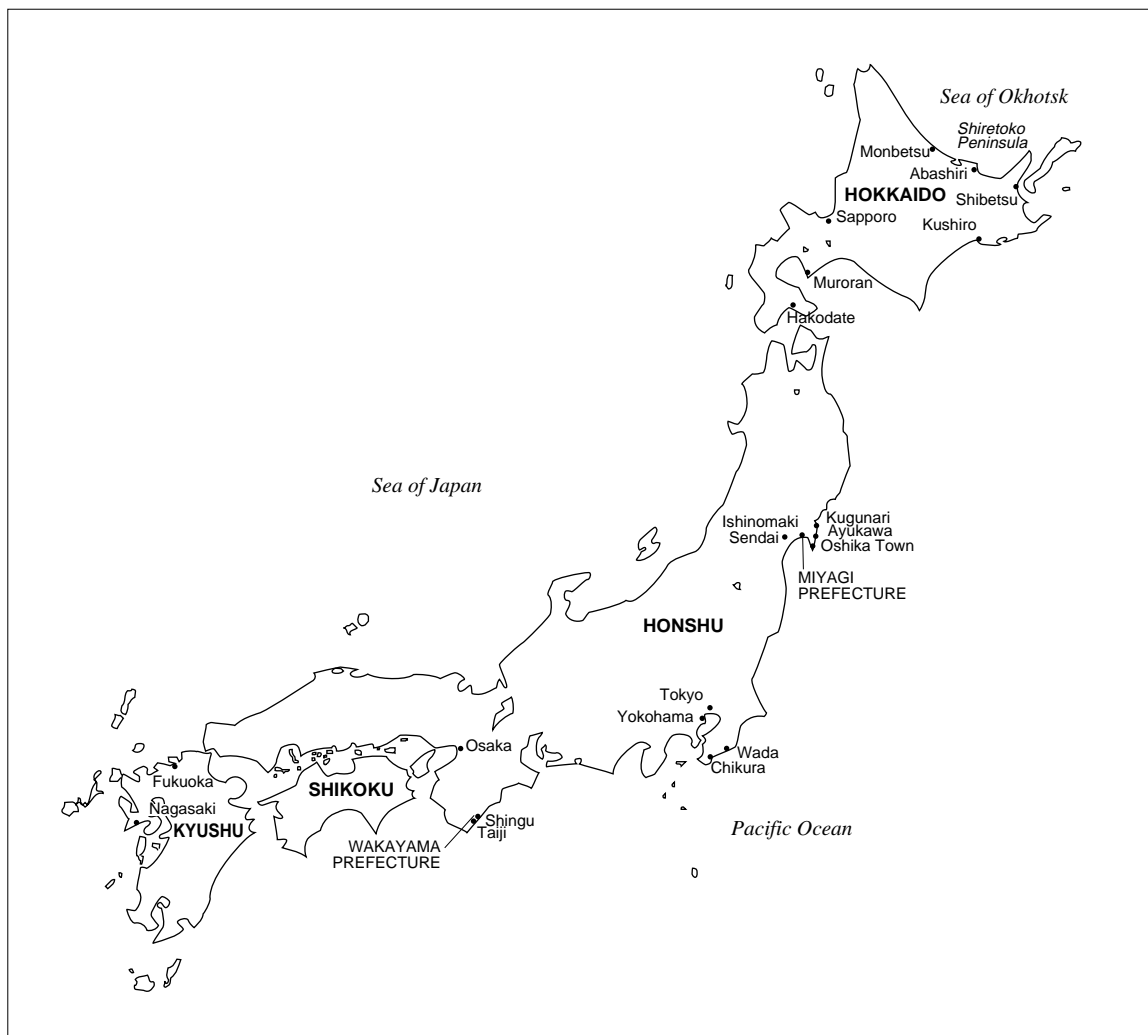 Sea of Okhotsk
Shiretoko
Peninsula
Monbetsu
Abashiri
HOKKAIDO
Shibetsu
Sapporo
Kushiro
Muroran
Hakodate
Sea of Japan
Ishinomaki
Sendai
Kugunari
Ayukawa
Oshika Town
MIYAGI
PREFECTURE
HONSHU
Tokyo
Yokohama
Wada
Chikura
Osaka
Fukuoka
SHIKOKU
Nagasaki
KYUSHU
Shingu
Taiji
WAKAYAMA
PREFECTURE
Pacific Ocean